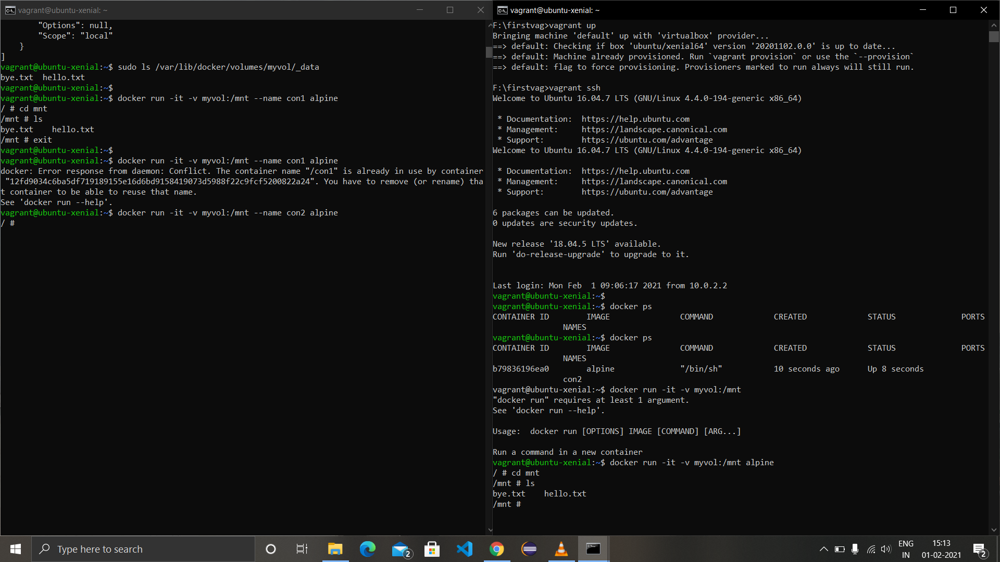 vagrant@ubuntu-xenial: ~
"Options": null,
"Scope": "local"
}
]
vagrant@ubuntu-xenial:~$ sudo ls /var/lib/docker/volumes/myvol/_data
bye.txt  hello.txt
vagrant@ubuntu-xenial:~$
vagrant@ubuntu-xenial:~$ docker run -it -v myvol:/mnt --name con1 alpine
/ # cd mnt
/mnt # ls
bye.txt    hello.txt
/mnt # exit
vagrant@ubuntu-xenial:~$
vagrant@ubuntu-xenial:~$ docker run -it -v myvol:/mnt --name con1 alpine
docker: Error response from daemon: Conflict. The container name "/con1" is already in use by container
"12fd9034c6ba5df719189155e16d6bd9158419073d5988f22c9fcf5200822a24". You have to remove (or rename) tha
t container to be able to reuse that name.
See 'docker run --help'.
vagrant@ubuntu-xenial:~$ docker run -it -v myvol:/mnt --name con2 alpine
/ #
vagrant@ubuntu-xenial: ~
F:\firstvag>vagrant up
Bringing machine 'default' up with 'virtualbox' provider...
==> default: Checking if box 'ubuntu/xenial64' version '20201102.0.0' is up to date...
==> default: Machine already provisioned. Run `vagrant provision` or use the `--provision`
==> default: flag to force provisioning. Provisioners marked to run always will still run.
F:\firstvag>vagrant ssh
Welcome to Ubuntu 16.04.7 LTS (GNU/Linux 4.4.0-194-generic x86_64)
* Documentation:  https://help.ubuntu.com
* Management:     https://landscape.canonical.com
* Support:        https://ubuntu.com/advantage
Welcome to Ubuntu 16.04.7 LTS (GNU/Linux 4.4.0-194-generic x86_64)
* Documentation:  https://help.ubuntu.com
* Management:     https://landscape.canonical.com
* Support:        https://ubuntu.com/advantage
6 packages can be updated.
0 updates are security updates.
New release '18.04.5 LTS' available.
Run 'do-release-upgrade' to upgrade to it.
Last login: Mon Feb  1 09:06:17 2021 from 10.0.2.2
vagrant@ubuntu-xenial:~$
vagrant@ubuntu-xenial:~$ docker ps
CONTAINER ID        IMAGE               COMMAND             CREATED             STATUS              PORTS
NAMES
vagrant@ubuntu-xenial:~$ docker ps
CONTAINER ID        IMAGE               COMMAND             CREATED             STATUS              PORTS
NAMES
b79836196ea0        alpine              "/bin/sh"           10 seconds ago      Up 8 seconds
con2
vagrant@ubuntu-xenial:~$ docker run -it -v myvol:/mnt
"docker run" requires at least 1 argument.
See 'docker run --help'.
Usage:  docker run [OPTIONS] IMAGE [COMMAND] [ARG...]
Run a command in a new container
vagrant@ubuntu-xenial:~$ docker run -it -v myvol:/mnt alpine
/ # cd mnt
/mnt # ls
bye.txt    hello.txt
/mnt #
Type here to search
2
ENG
IN
15:13
01-02-2021
2